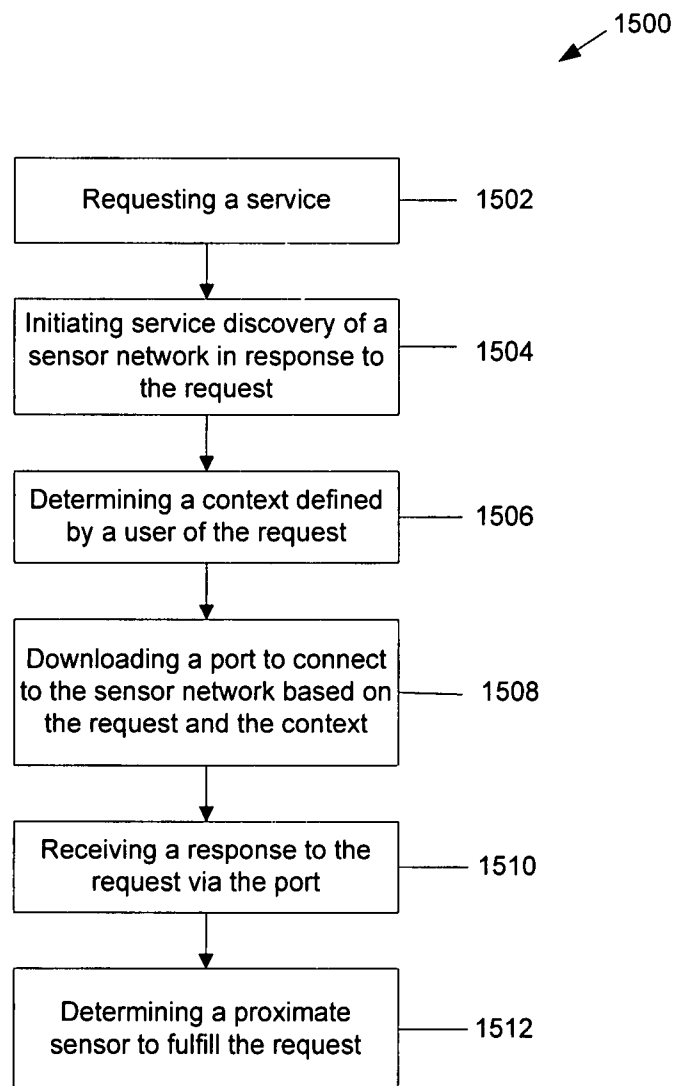 1500
Requesting a service
1502
Initiating service discovery of a
sensor network in response to
the request
1504
Determining a context defined
by a user of the request
1506
Downloading a port to connect
to the sensor network based on
the request and the context
1508
Receiving a response to the
request via the port
1510
Determining a proximate
sensor to fulfill the request
1512